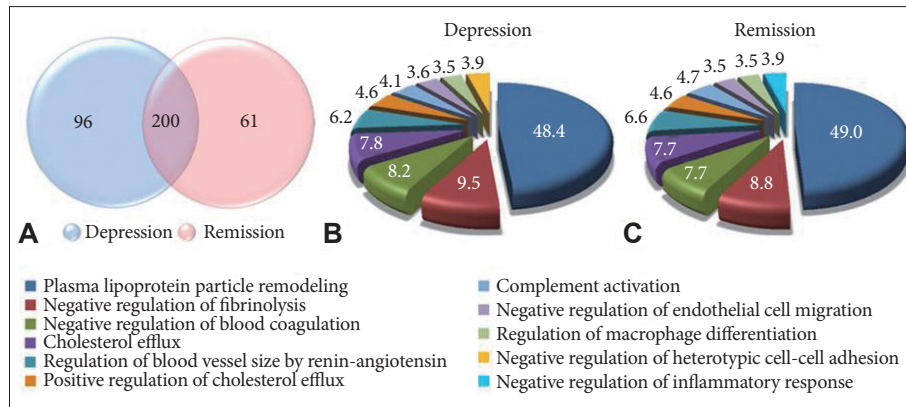 Depression
Remission
96
200
61
A
Depression
Remission
B
48.4
9.5
8.2
7.8
6.2
4.6
4.1
3.6
3.5
3.9
C
49.0
8.8
7.7
7.7
6.6
4.6
4.7
3.5
3.5
3.9
Plasma lipoprotein particle remodeling
Negative regulation of fibrinolysis
Negative regulation of blood coagulation
Cholesterol efflux
Regulation of blood vessel size by renin-angiotensin
Positive regulation of cholesterol efflux
Complement activation
Negative regulation of endothelial cell migration
Regulation of macrophage differentiation
Negative regulation of heterotypic cell-cell adhesion
Negative regulation of inflammatory response